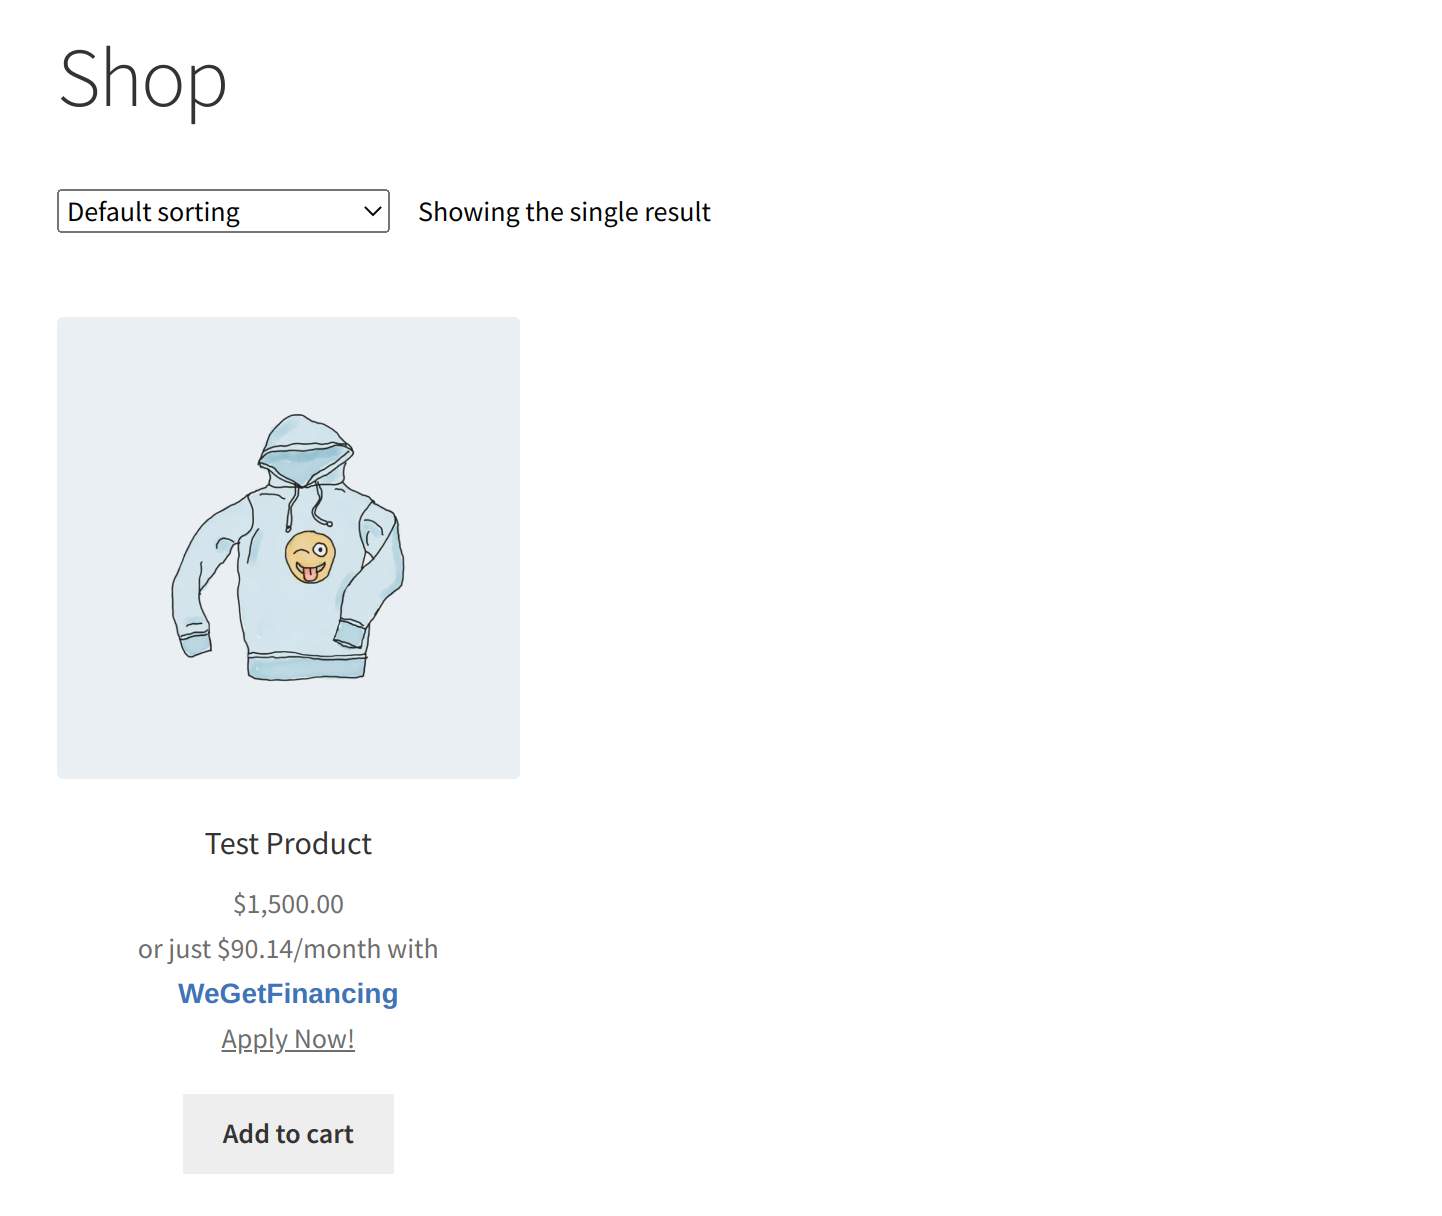 Shop
Default sorting
Showing the single result
Test Product
$1,500.00
or just $90.14/month with
WeGetFinancing
Apply Now!
Add to cart